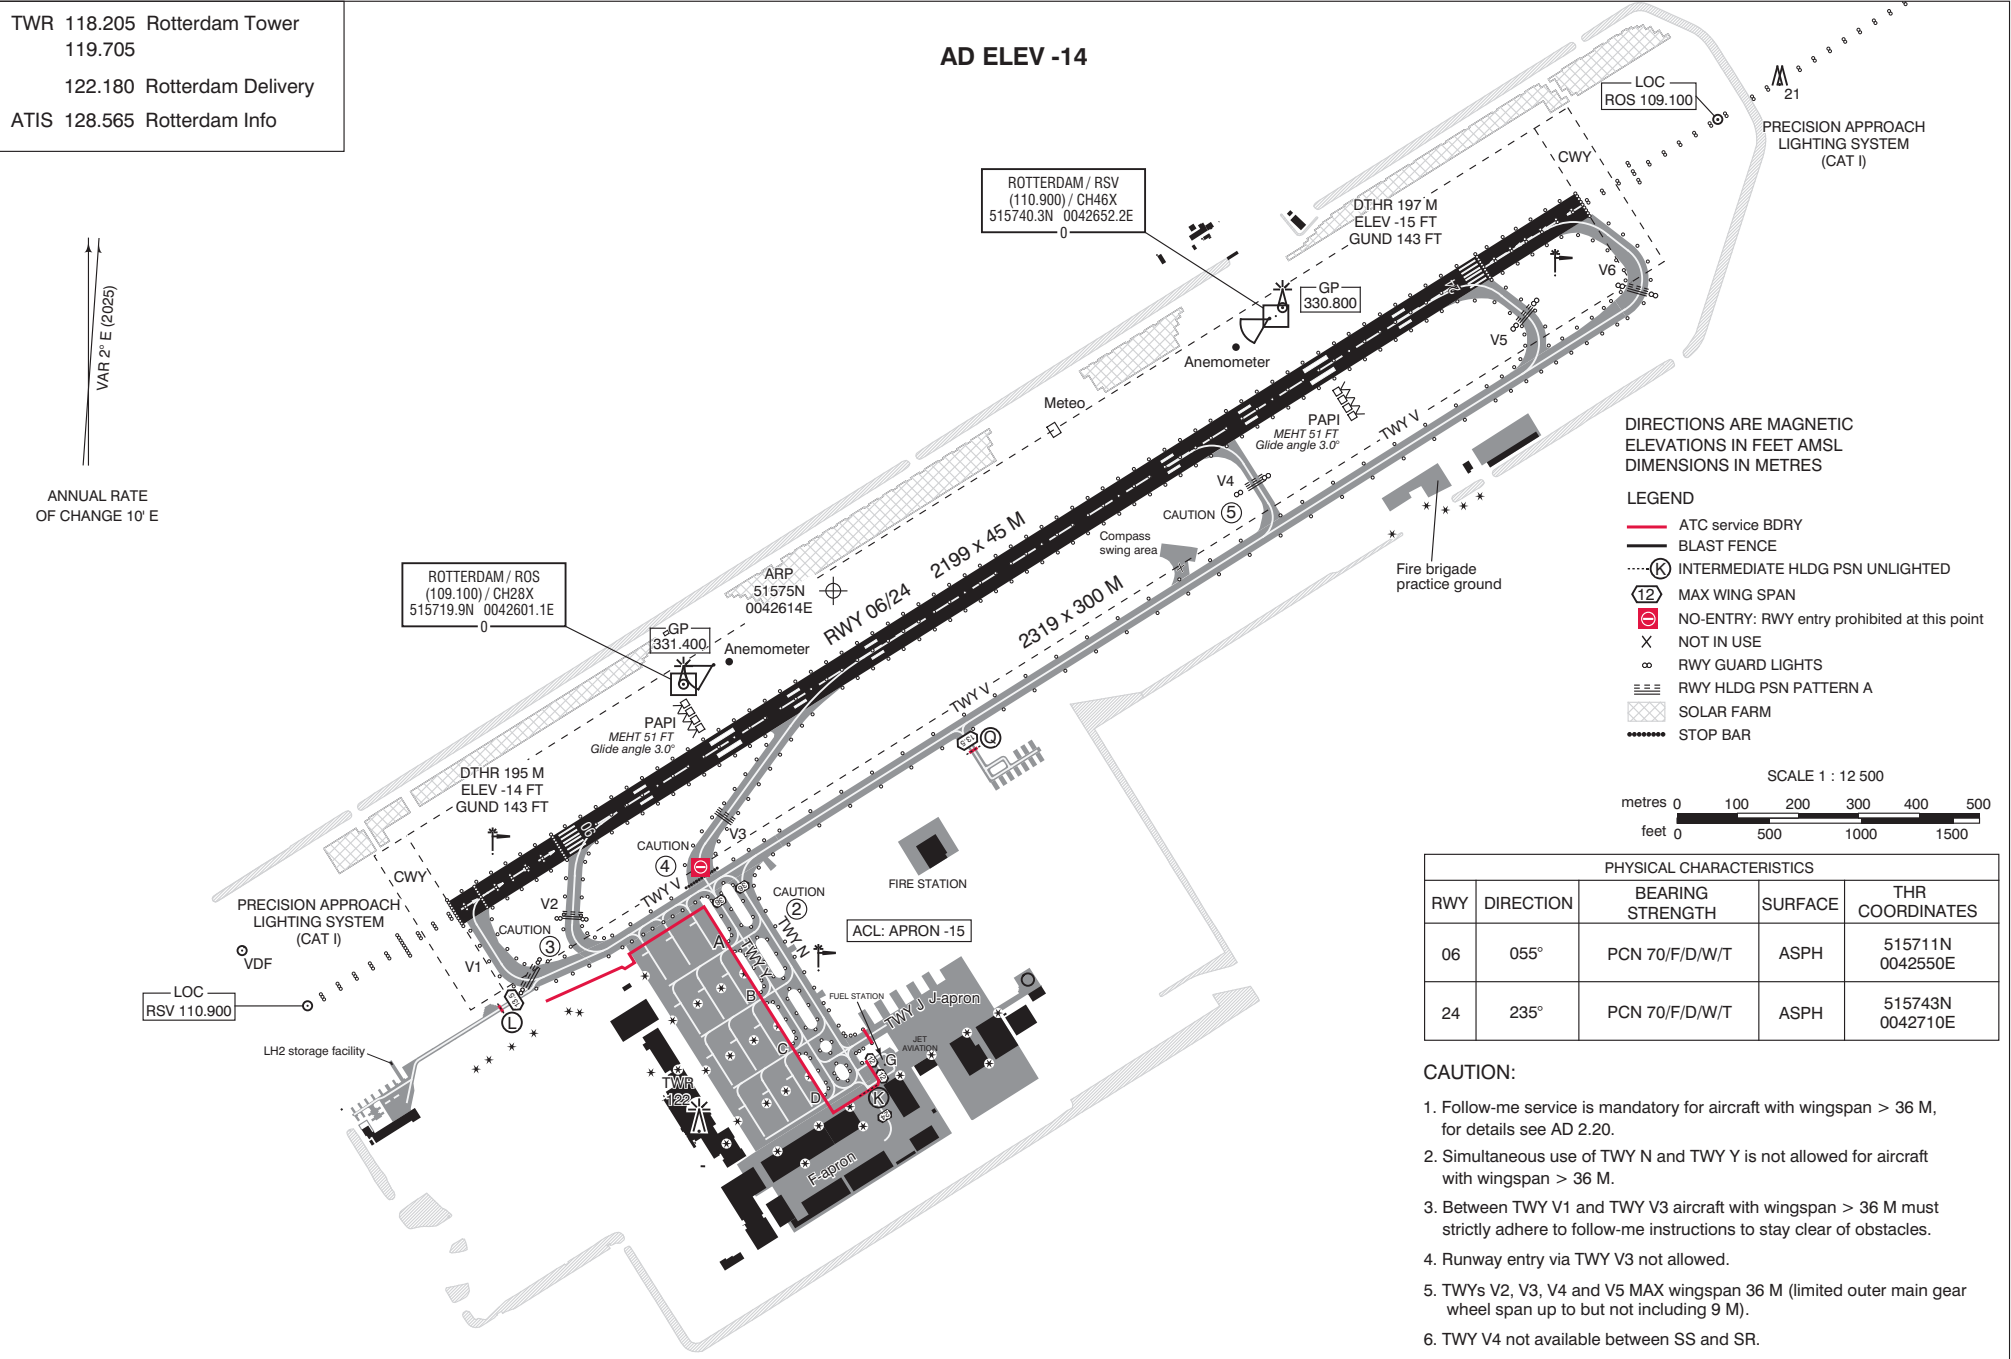 TWR 118.205 Rotterdam Tower
119.705
122.180 Rotterdam Delivery
ATIS 128.565 Rotterdam Info
AD ELEV -14
LOC
ROS 109.100
21
PRECISION APPROACH
LIGHTING SYSTEM
(CAT I)
CWY
ROTTERDAM / RSV
(110.900) / CH46X
515740.3N 0042652.2E
0
DTHR 197 M
ELEV -15 FT
GUND 143 FT
V6
GP
330.800
24
V5
VAR 2° E (2025)
Anemometer
Meteo
PAPI
MEHT 51 FT
Glide angle 3.0°
TWY V
ANNUAL RATE
OF CHANGE 10' E
V4
CAUTION 5
Compass
swing area
2199 x 45 M
RWY 06/24
2319 x 300 M
Fire brigade
practice ground
ARP
51575N
0042614E
ROTTERDAM / ROS
(109.100) / CH28X
515719.9N 0042601.1E
0
GP
331.400
Anemometer
PAPI
MEHT 51 FT
Glide angle 3.0°
TWY V
13.5
Q
DTHR 195 M
ELEV -14 FT
GUND 143 FT
06
V3
CAUTION
4
FIRE STATION
CWY
TWY V
36
36
CAUTION
2
PRECISION APPROACH
LIGHTING SYSTEM
(CAT I)
V2
CAUTION
3
VDF
V1
LOC
RSV 110.900
13.5
L
LH2 storage facility
ACL: APRON -15
A
TWY Y
TWY N
B
FUEL STATION
J-apron
TWY J
C
JET
AVIATION
G
D
K
TWR
122
F-apron
DIRECTIONS ARE MAGNETIC
ELEVATIONS IN FEET AMSL
DIMENSIONS IN METRES
LEGEND
ATC service BDRY
BLAST FENCE
K INTERMEDIATE HLDG PSN UNLIGHTED
12 MAX WING SPAN
NO-ENTRY: RWY entry prohibited at this point
X NOT IN USE
RWY GUARD LIGHTS
RWY HLDG PSN PATTERN A
SOLAR FARM
STOP BAR
SCALE 1 : 12 500
metres 0 100 200 300 400 500
feet 0 500 1000 1500
PHYSICAL CHARACTERISTICS
RWY DIRECTION BEARING STRENGTH SURFACE THR COORDINATES
06 055° PCN 70/F/D/W/T ASPH 515711N 0042550E
24 235° PCN 70/F/D/W/T ASPH 515743N 0042710E
CAUTION:
1. Follow-me service is mandatory for aircraft with wingspan > 36 M,
for details see AD 2.20.
2. Simultaneous use of TWY N and TWY Y is not allowed for aircraft
with wingspan > 36 M.
3. Between TWY V1 and TWY V3 aircraft with wingspan > 36 M must
strictly adhere to follow-me instructions to stay clear of obstacles.
4. Runway entry via TWY V3 not allowed.
5. TWYs V2, V3, V4 and V5 MAX wingspan 36 M (limited outer main gear
wheel span up to but not including 9 M).
6. TWY V4 not available between SS and SR.